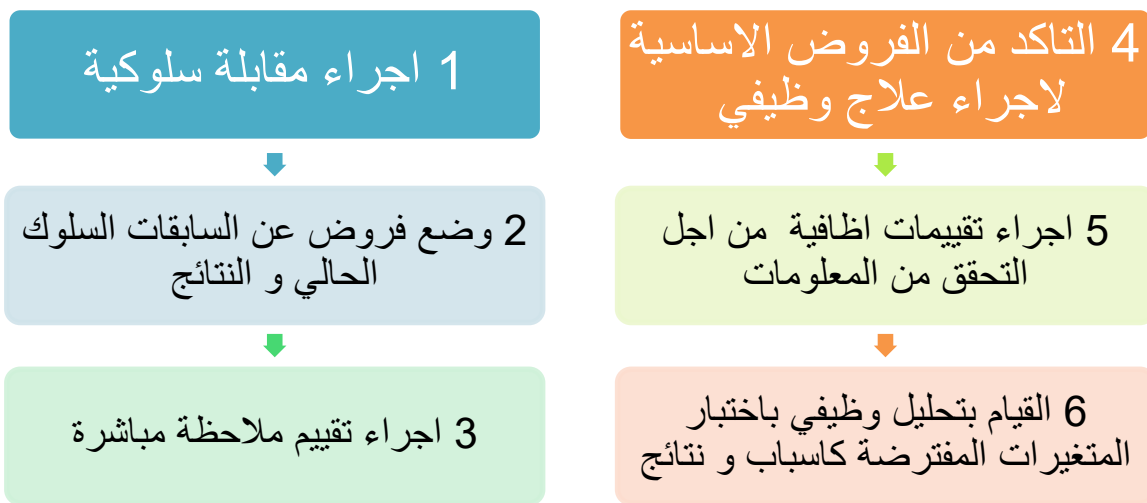 1 اجراء مقابلة سلوكية
2 وضع فروض عن السابقات السلوك
الحالي و النتائج
3 اجراء تقييم ملاحظة مباشرة
4 التاكد من الفروض الاساسية
لاجراء علاج وظيفي
5 اجراء تقييمات اظافية من اجل
التحقق من المعلومات
6 القيام بتحليل وظيفي باختبار
المتغيرات المفترضة كاسباب و نتائج